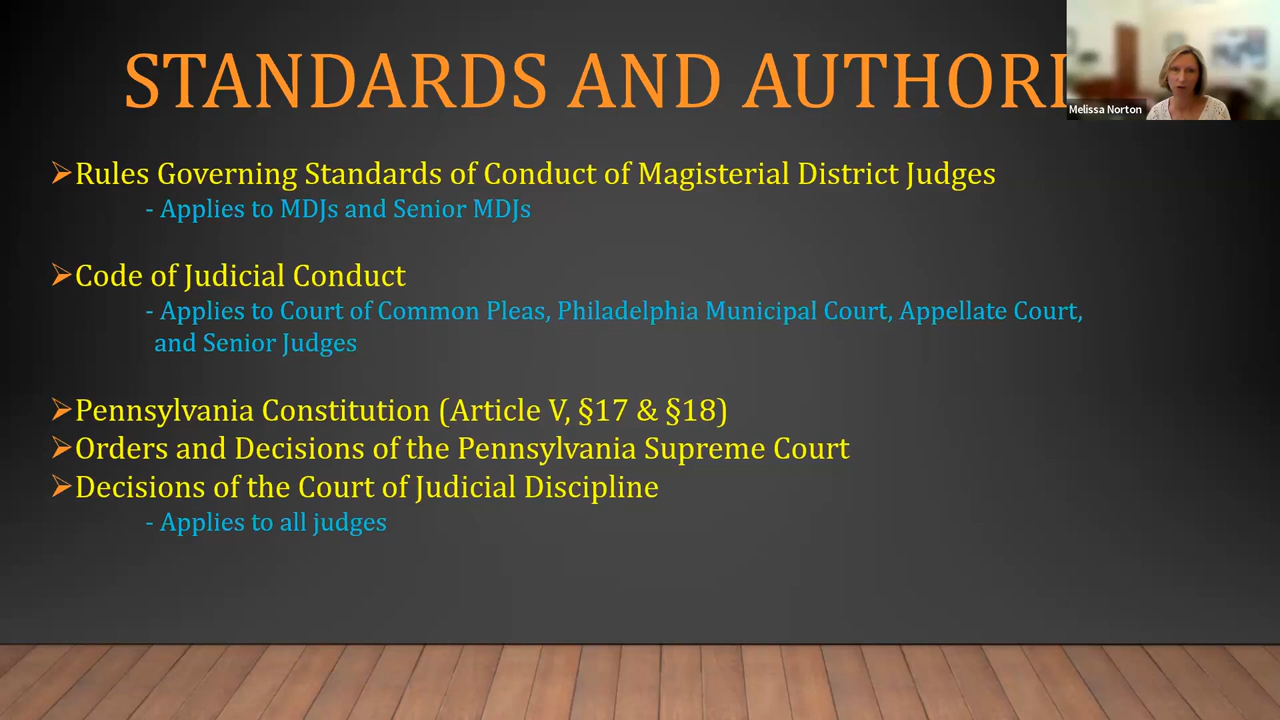 STANDARDS AND AUTHORI
Melissa Norton
➢Rules Governing Standards of Conduct of Magisterial District Judges
- Applies to MDJs and Senior MDJs
➢Code of Judicial Conduct
- Applies to Court of Common Pleas, Philadelphia Municipal Court, Appellate Court,
and Senior Judges
➢Pennsylvania Constitution (Article V, §17 & §18)
➢Orders and Decisions of the Pennsylvania Supreme Court
➢Decisions of the Court of Judicial Discipline
- Applies to all judges